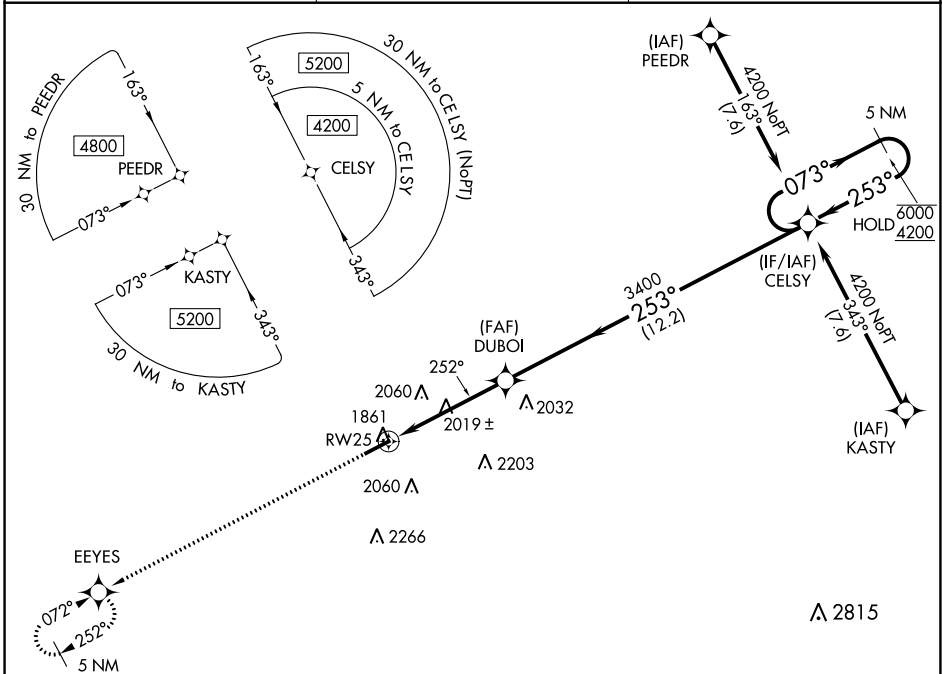 30 NM to PEEDR
163°
4800
PEEDR
073°
30 NM to CELSY (NoPT)
163°
5200
5 NM to CELSY
4200
CELSY
343°
073°
KASTY
5200
343°
30 NM to KASTY
(IAF)
PEEDR
4200 NoPT
163°
(7.6)
5 NM
073°
253°
HOLD
6000
4200
(IF/IAF)
CELSY
3400
253°
(12.2)
4200 NoPT
343°
(7.6)
(IAF)
KASTY
(FAF)
DUBOI
252°
2060
2019 ±
2032
1861
RW25
2203
2060
2266
EEYES
072°
252°
5 NM
2815